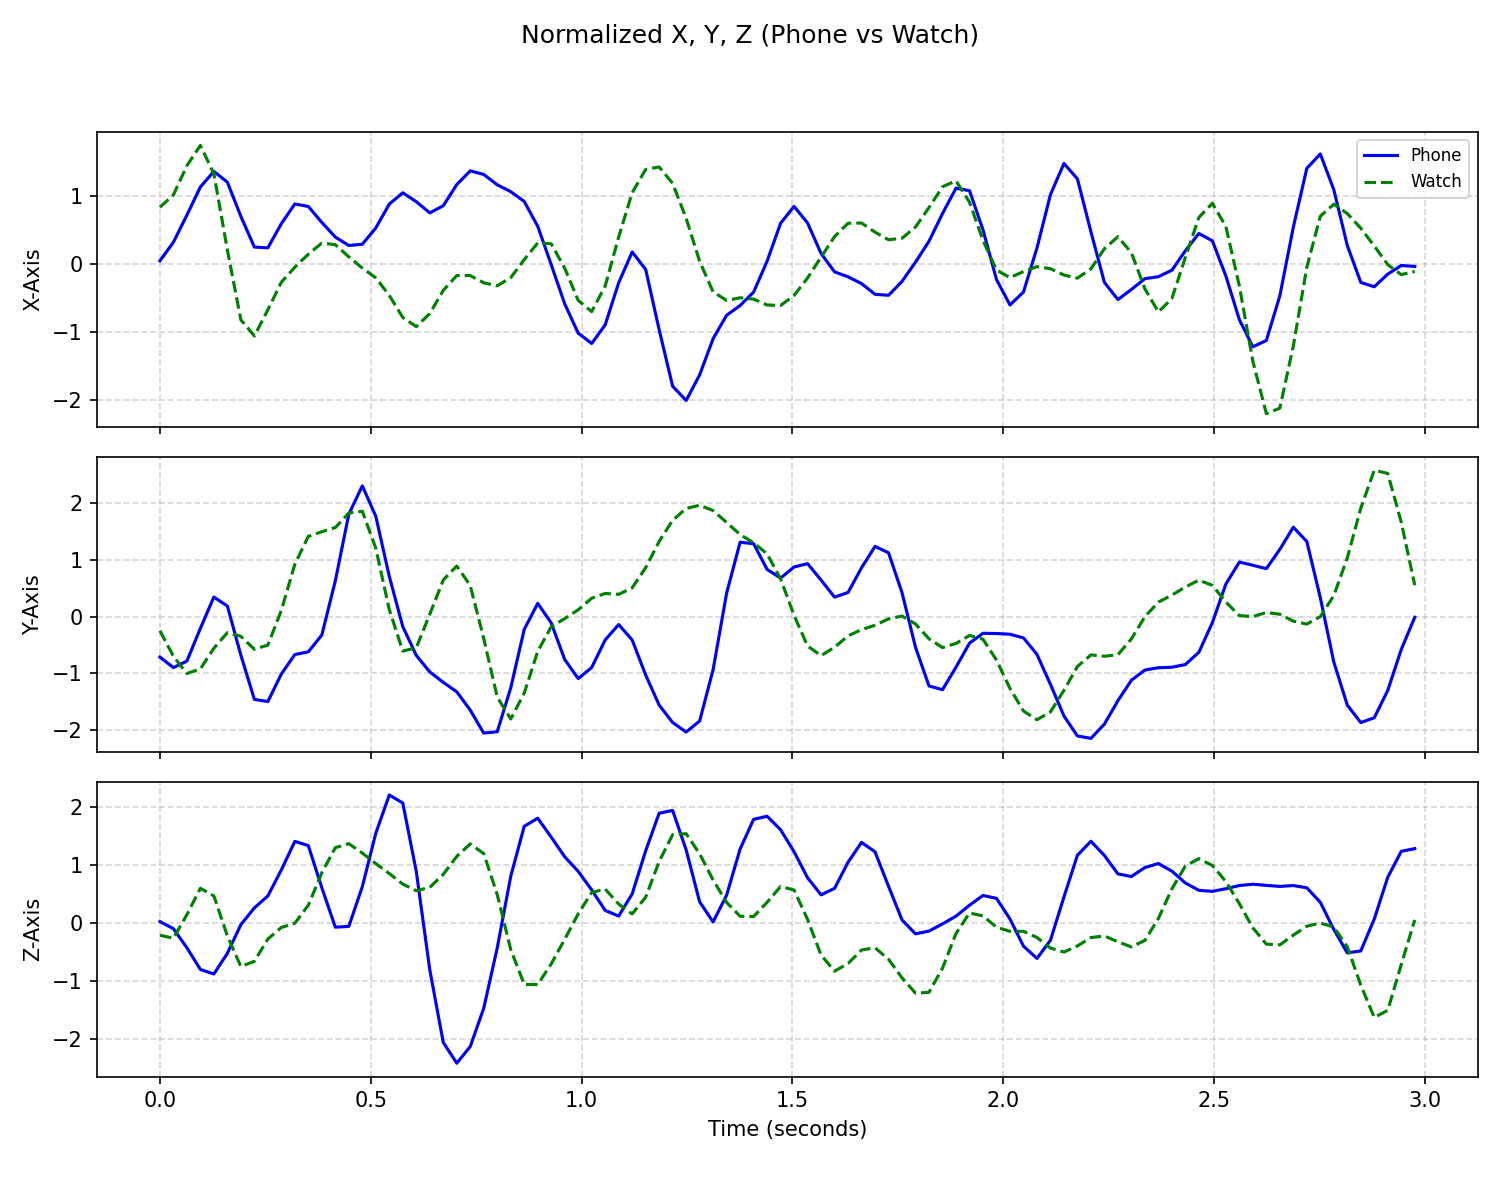 Normalized X, Y, Z (Phone vs Watch)
Phone
Watch
X-Axis
1
0
−1
−2
Y-Axis
2
1
0
−1
−2
Z-Axis
2
1
0
−1
−2
0.0 0.5 1.0 1.5 2.0 2.5 3.0
Time (seconds)